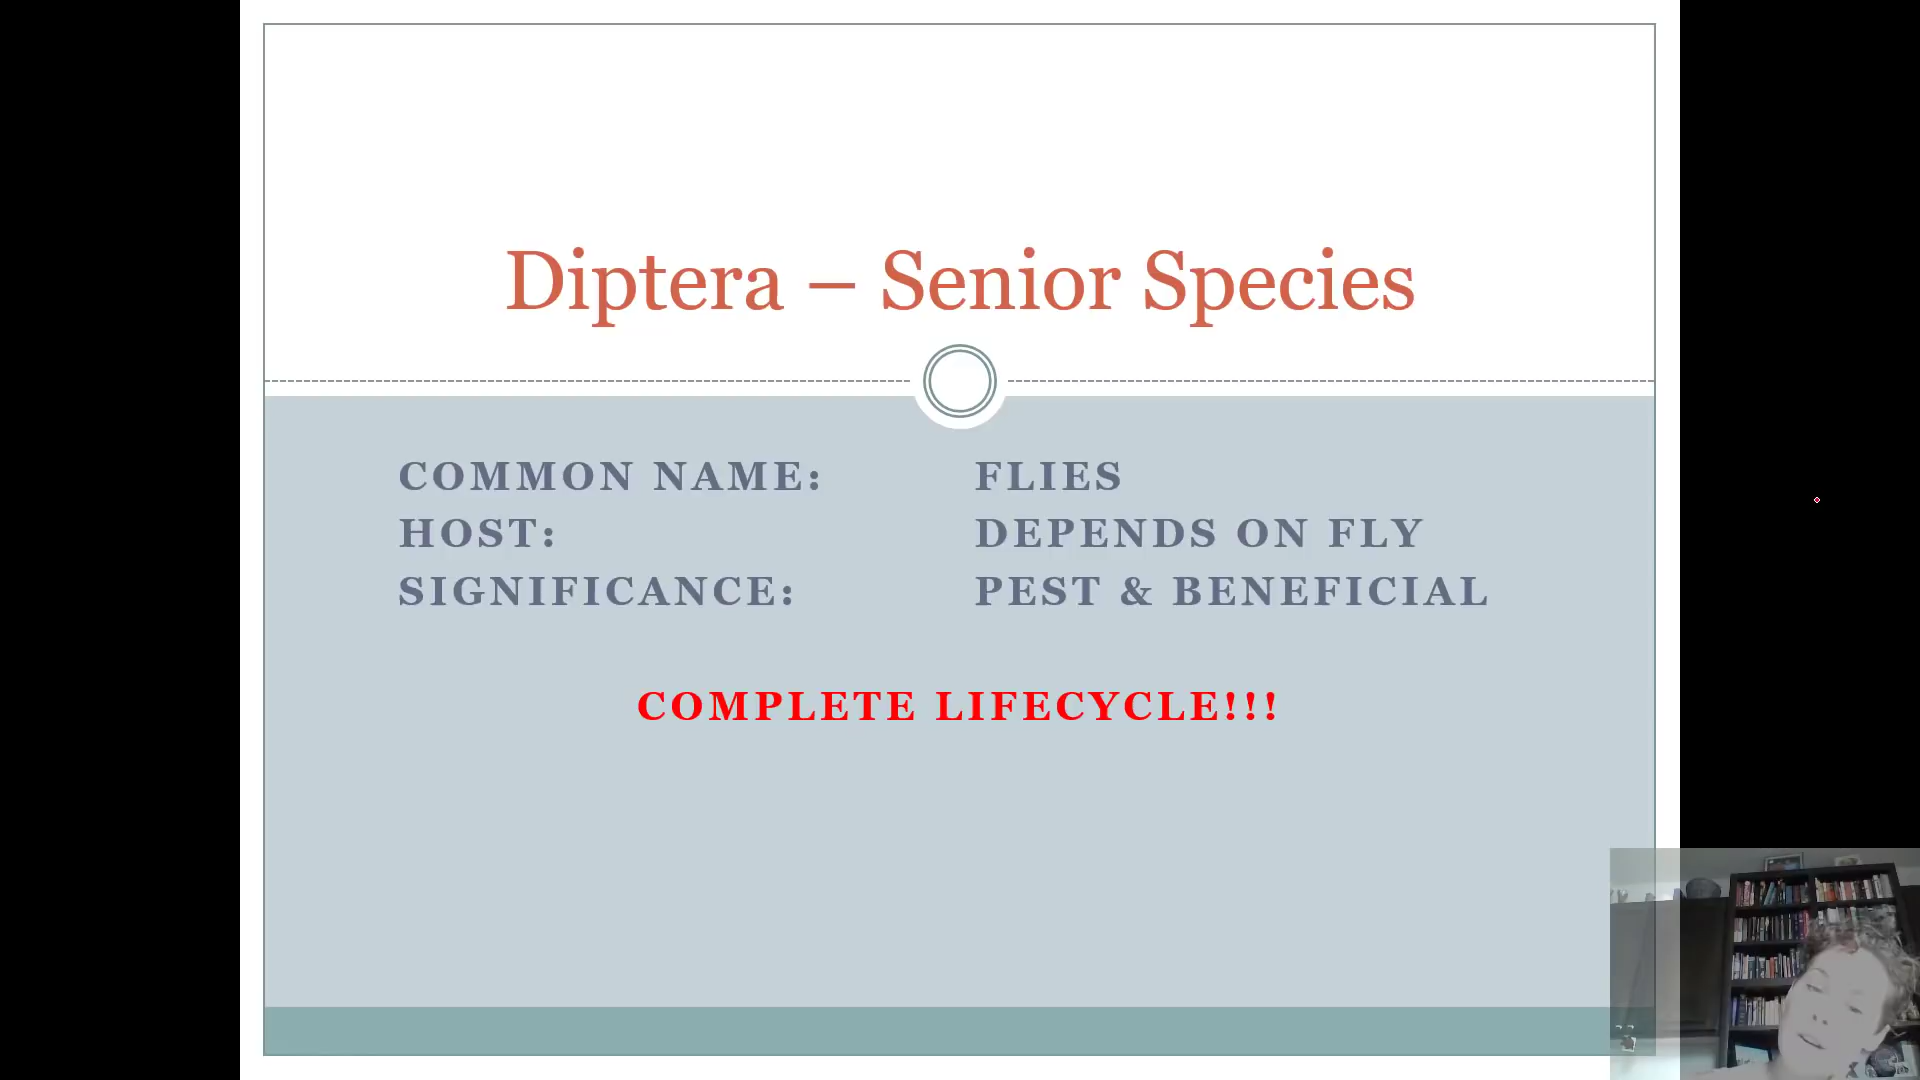 Diptera – Senior Species
COMMON NAME: FLIES
HOST: DEPENDS ON FLY
SIGNIFICANCE: PEST & BENEFICIAL
COMPLETE LIFECYCLE!!!